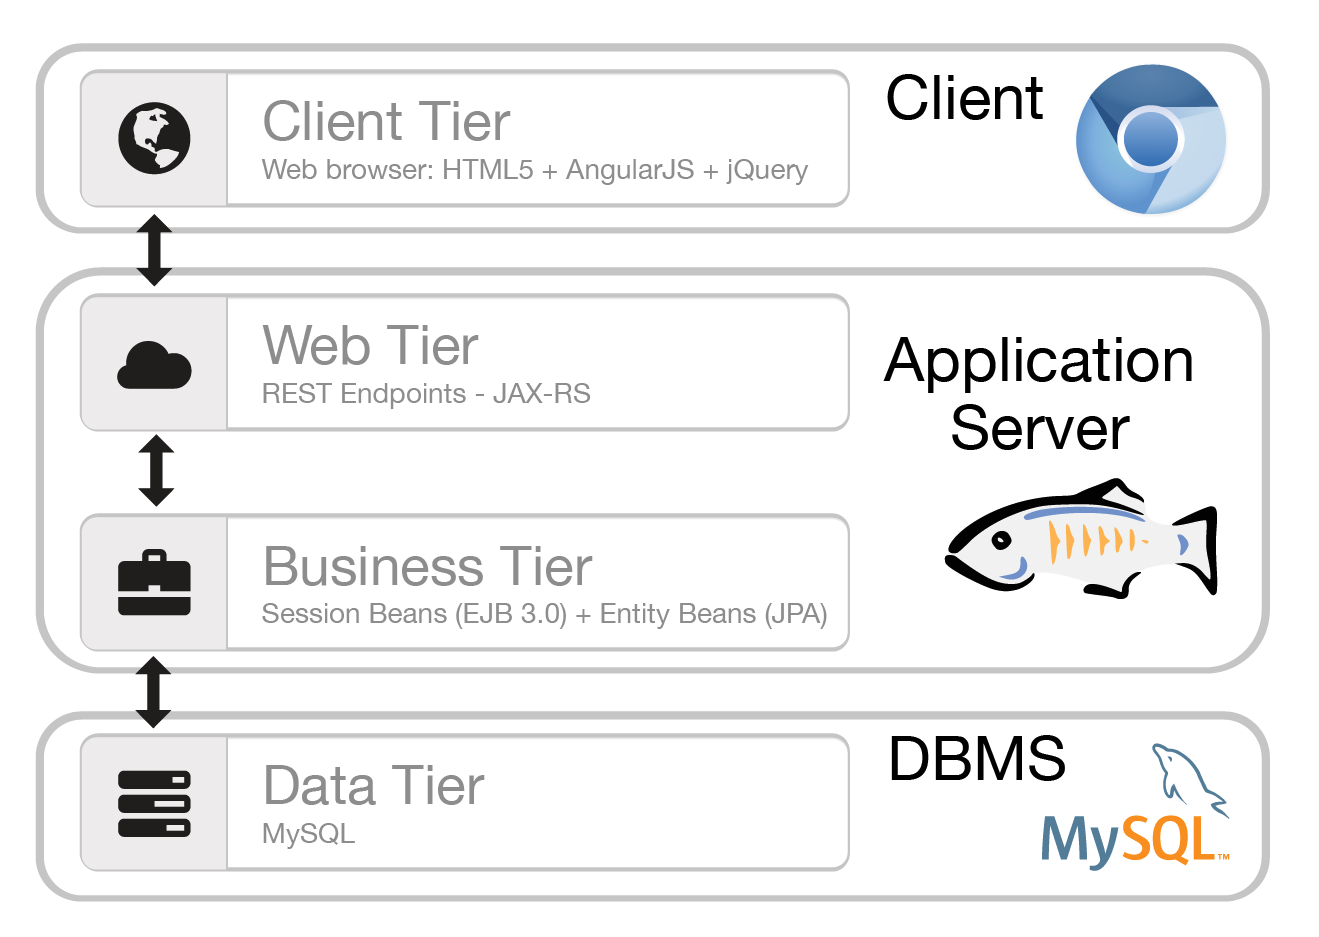 Client Tier
Web browser: HTML5 + AngularJS + jQuery
Client
Web Tier
REST Endpoints - JAX-RS
Application
Server
Business Tier
Session Beans (EJB 3.0) + Entity Beans (JPA)
Data Tier
MySQL
DBMS
MySQL™